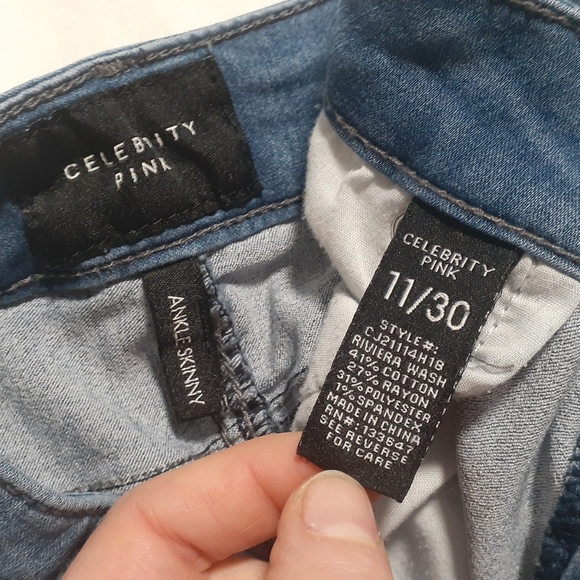 CELEBRITY
PINK
ANKLE SKINNY
CELEBRITY
PINK
11/30
STYLE#:
CJ21114H18
RIVIERA WASH
41% COTTON
27% RAYON
31% POLYESTER
1% SPANDEX
MADE IN CHINA
RN#: 133647
SEE REVERSE
FOR CARE